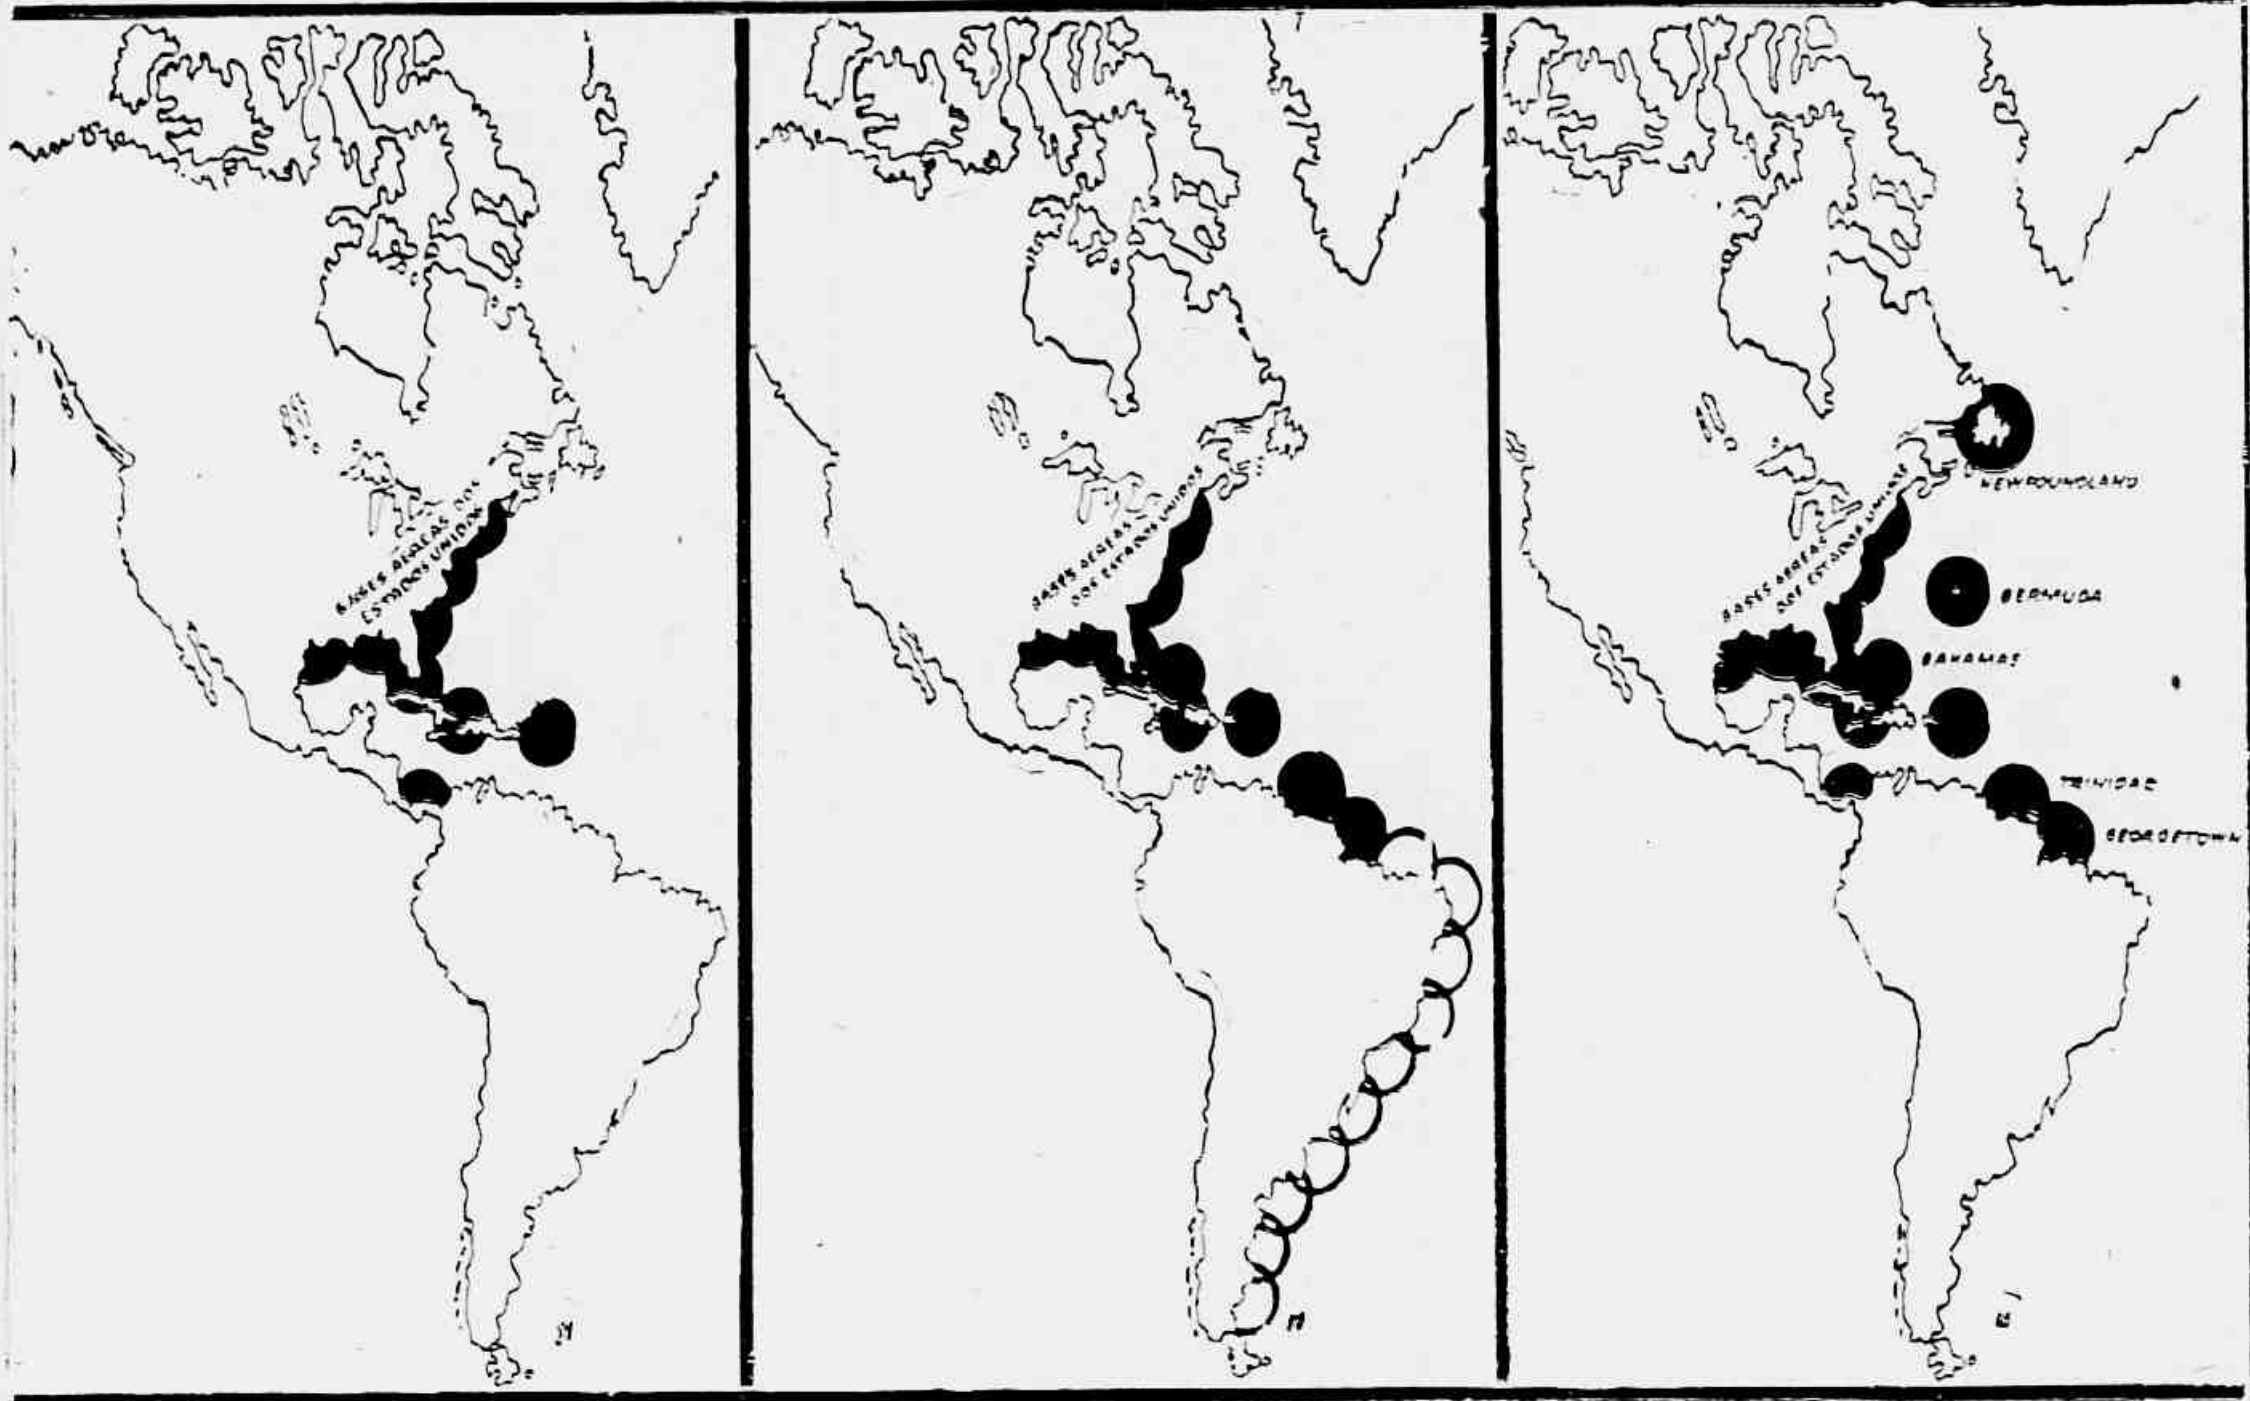 BASES AEREAS DOS
ESTADOS UNIDOS
BASES AEREAS
DOS ESTADOS UNIDOS
BASES AEREAS
DOS ESTADOS UNIDOS
NEWFOUNDLAND
BERMUDA
BAHAMAS
TRINIDAD
GEORGETOWN